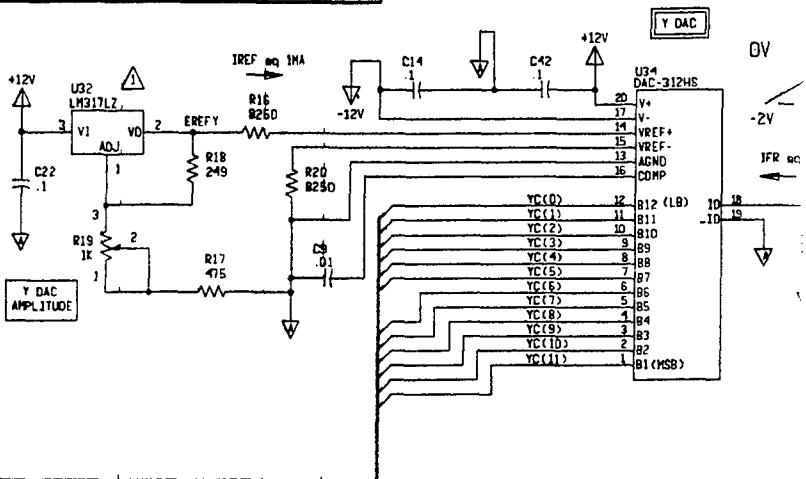 Y DAC
+12V
C14
.1
C42
.1
0V
IREF eq 1MA
+12V
U32
LM317LZ
1
R16
8250
-12V
U34
DAC-312HS
-2V
3 VI VO 2
ADJ
1
EREFY
20 V+
17 V-
14 VREF+
15 VREF-
13 AGND
16 COMP
IFR eq
C22
.1
R18
249
R20
8250
3
R19
1K
2
1
R17
475
.01
Y DAC
AMPLITUDE
YC(0) 12 B12 (LB) IO 18
YC(1) 11 B11 _IO 19
YC(2) 10 B10
YC(3) 9 B9
YC(4) 8 B8
YC(5) 7 B7
YC(6) 6 B6
YC(7) 5 B5
YC(8) 4 B4
YC(9) 3 B3
YC(10) 2 B2
YC(11) 1 B1(MSB)
A
A
A
A